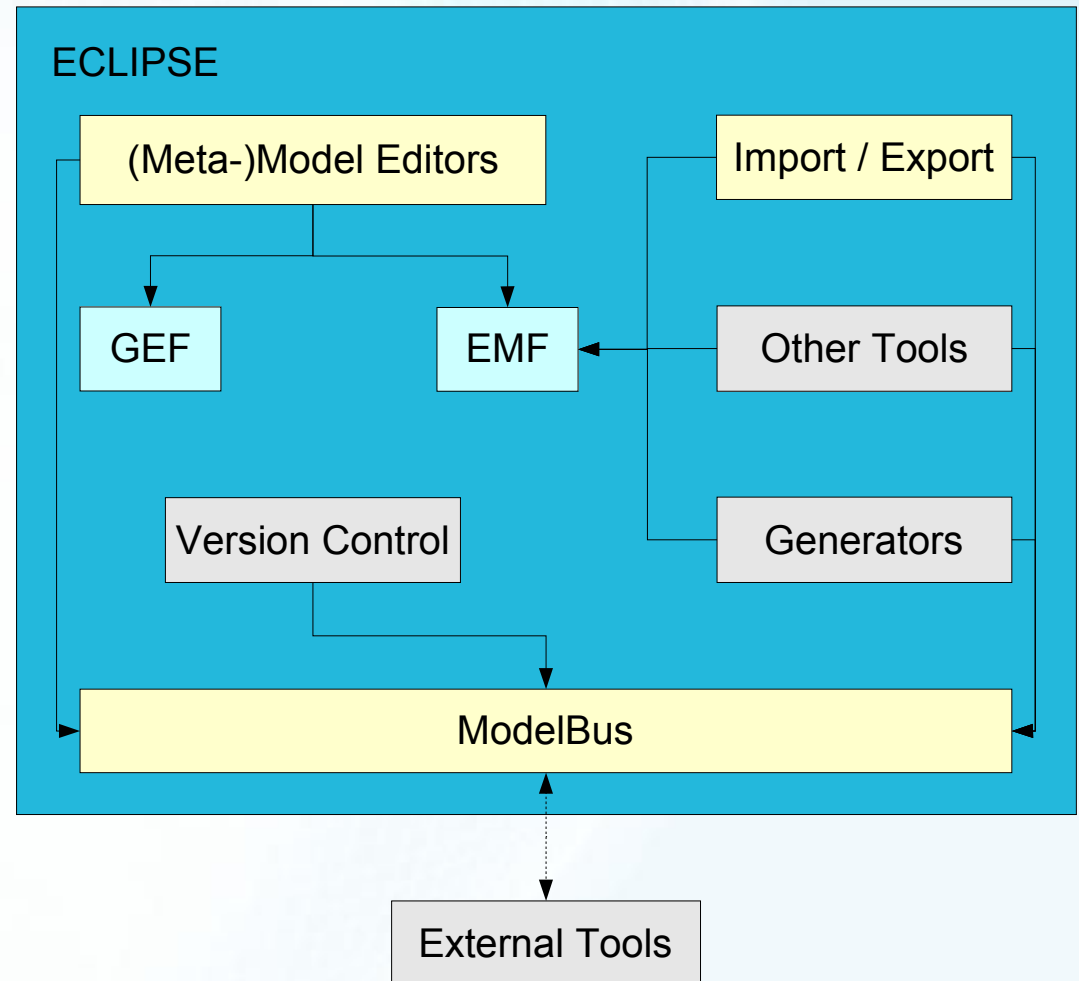 ECLIPSE
(Meta-)Model Editors
Import / Export
GEF
EMF
Other Tools
Version Control
Generators
ModelBus
External Tools